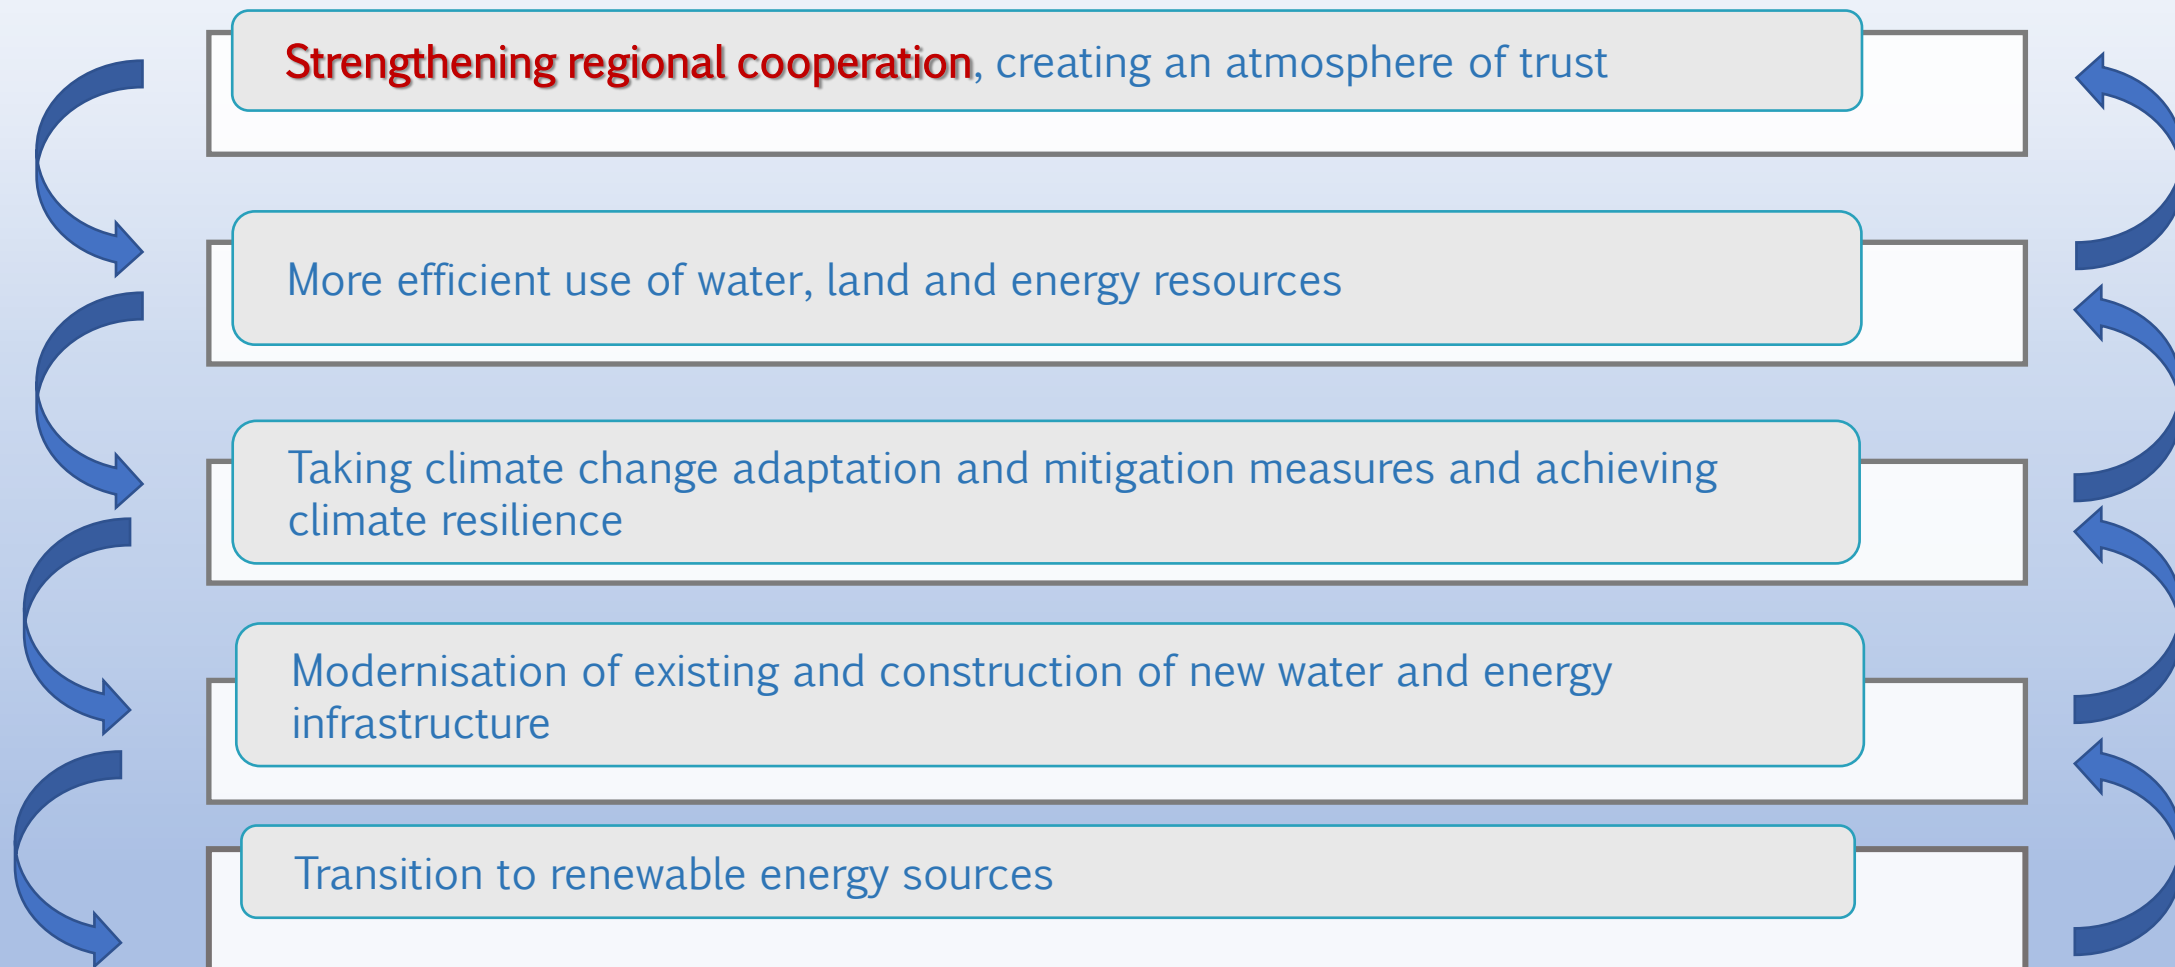 Strengthening regional cooperation, creating an atmosphere of trust
More efficient use of water, land and energy resources
Taking climate change adaptation and mitigation measures and achieving
climate resilience
Modernisation of existing and construction of new water and energy
infrastructure
Transition to renewable energy sources